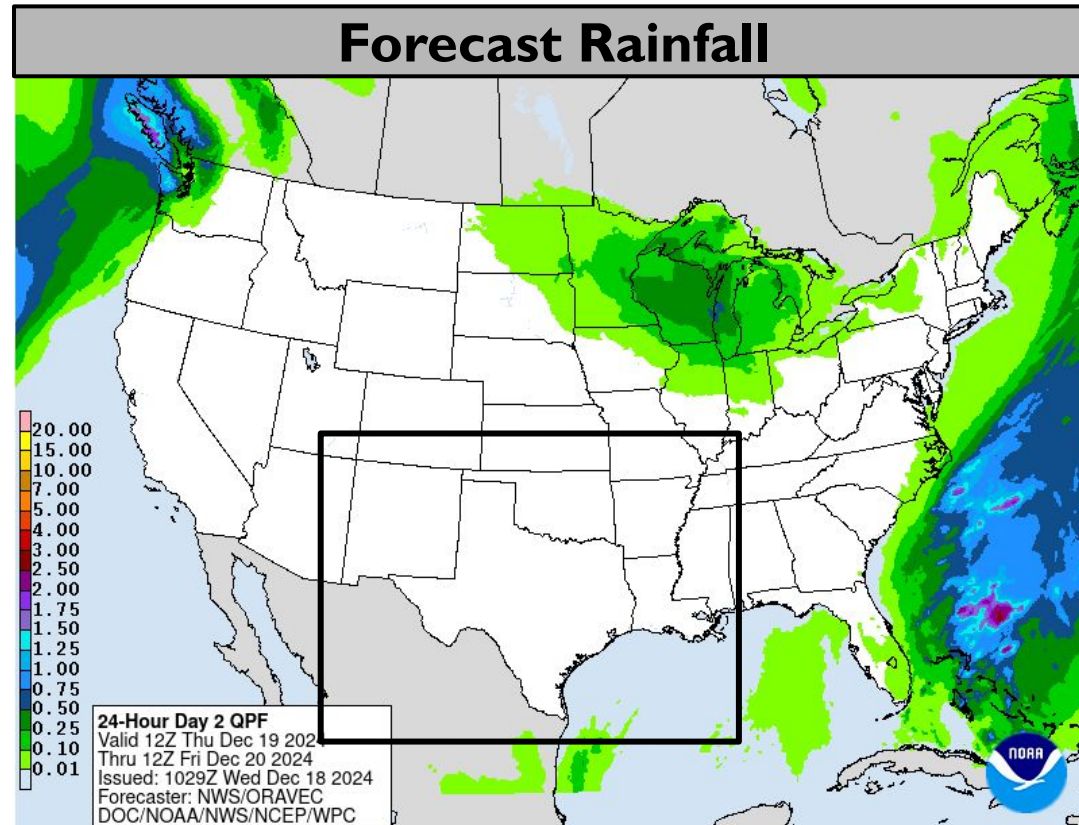 Forecast Rainfall
20.00
15.00
10.00
7.00
5.00
4.00
3.00
2.50
2.00
1.75
1.50
1.25
1.00
0.75
0.50
0.25
0.10
0.01
24-Hour Day 2 QPF
Valid 12Z Thu Dec 19 2024
Thru 12Z Fri Dec 20 2024
Issued: 1029Z Wed Dec 18 2024
Forecaster: NWS/ORAVEC
DOC/NOAA/NWS/NCEP/WPC
NOAA